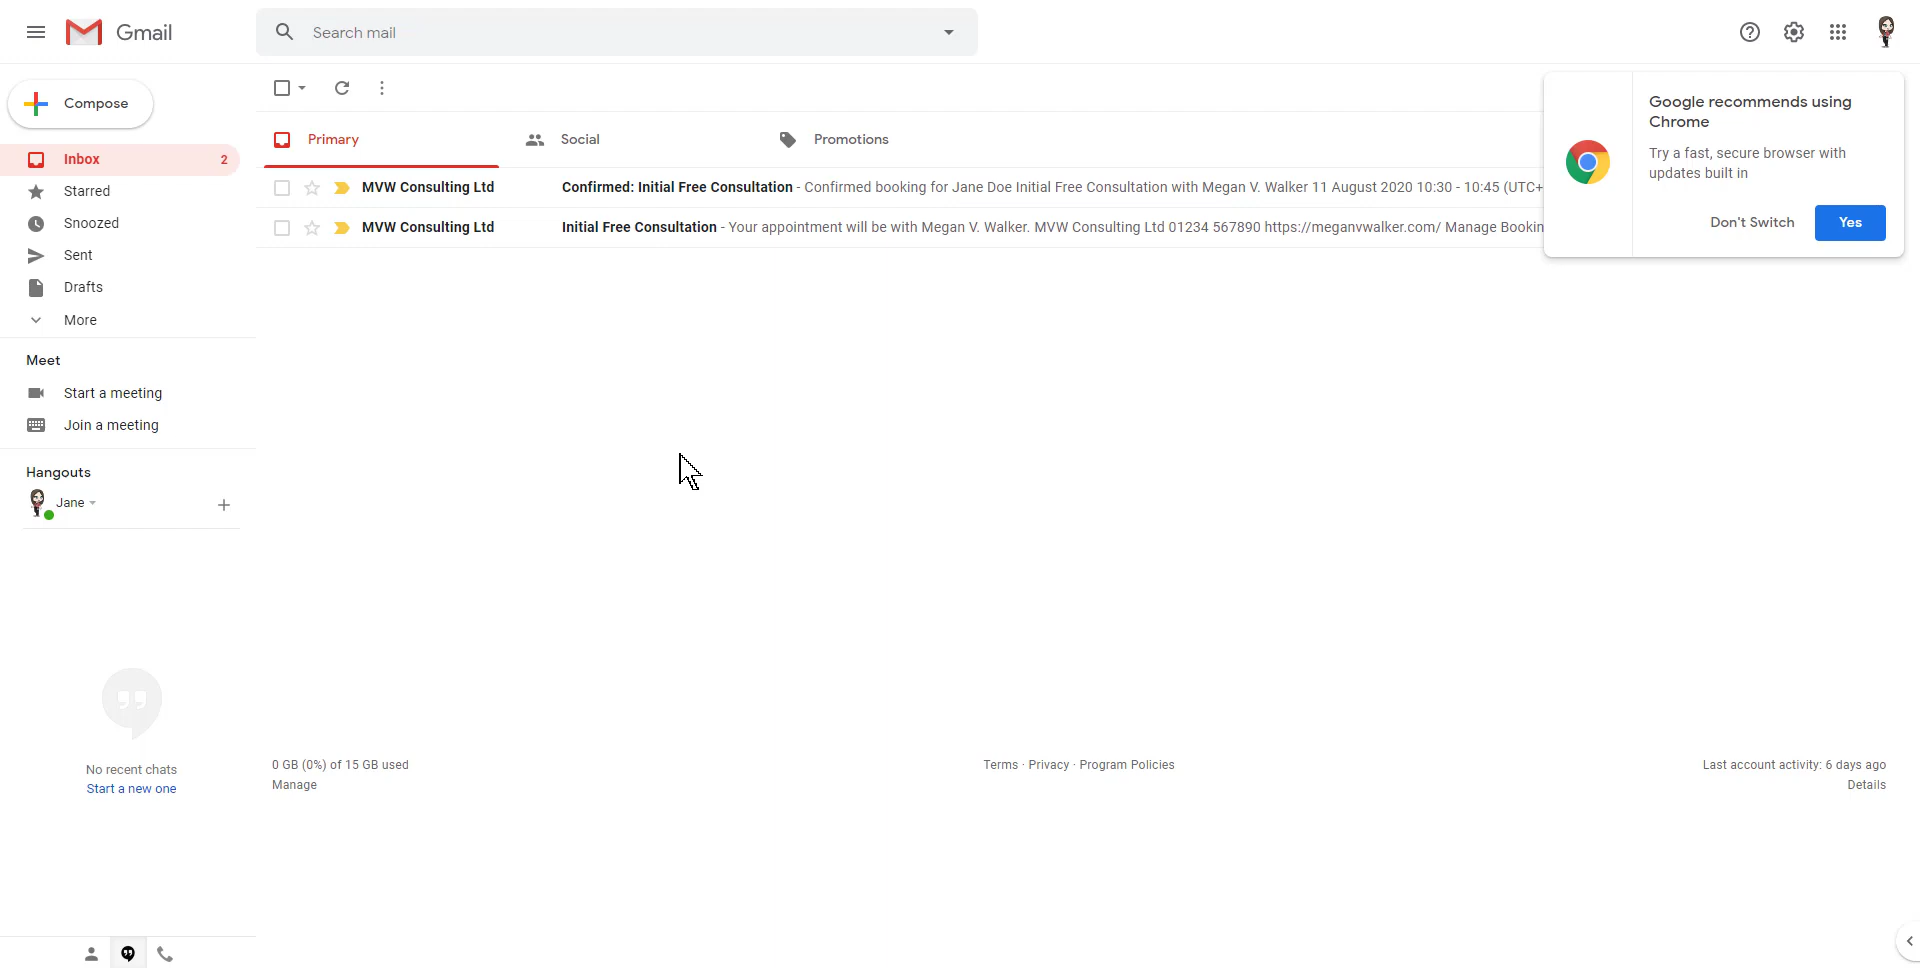 Gmail
Search mail
Compose
Inbox 2
Starred
Snoozed
Sent
Drafts
More
Meet
Start a meeting
Join a meeting
Hangouts
Jane
No recent chats
Start a new one
Primary
Social
Promotions
MVW Consulting Ltd Confirmed: Initial Free Consultation - Confirmed booking for Jane Doe Initial Free Consultation with Megan V. Walker 11 August 2020 10:30 - 10:45 (UTC+
MVW Consulting Ltd Initial Free Consultation - Your appointment will be with Megan V. Walker. MVW Consulting Ltd 01234 567890 https://meganvwalker.com/ Manage Bookin
Google recommends using
Chrome
Try a fast, secure browser with
updates built in
Don't Switch Yes
0 GB (0%) of 15 GB used
Manage
Terms · Privacy · Program Policies
Last account activity: 6 days ago
Details